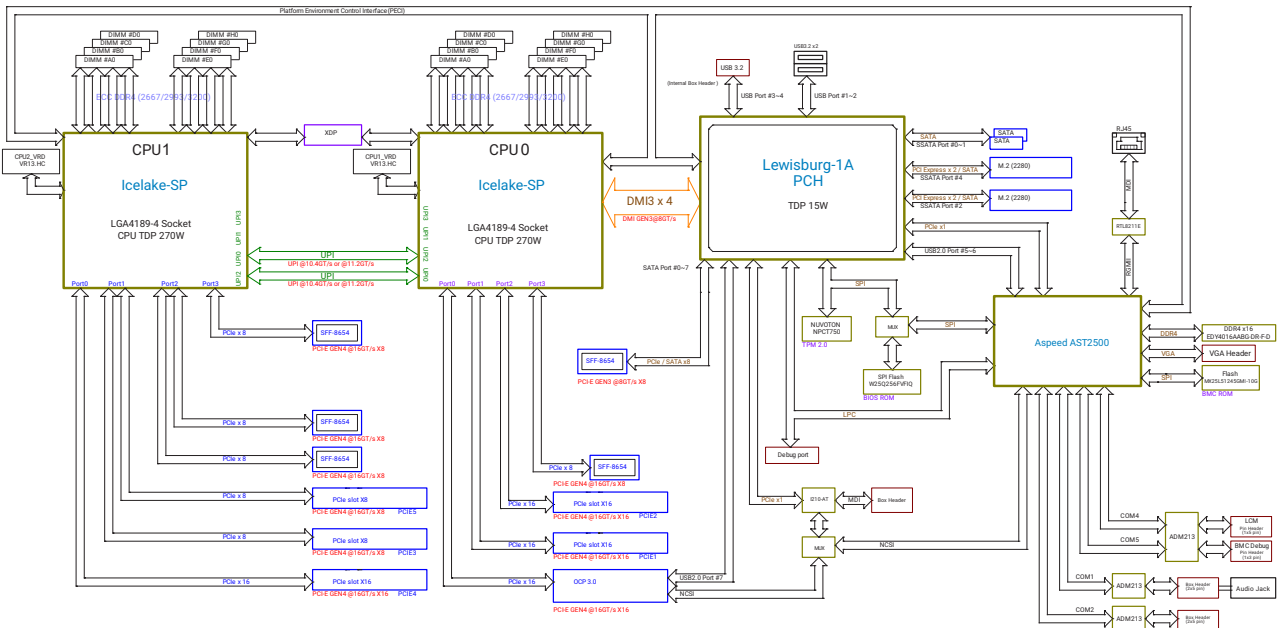 Platform Environment Control Interface(PECI)
DIMM #D0
DIMM #C0
DIMM #B0
DIMM #A0
DIMM #H0
DIMM #G0
DIMM #F0
DIMM #E0
ECC DDR4 (2667/2993/3200)
DIMM #D0
DIMM #C0
DIMM #B0
DIMM #A0
DIMM #H0
DIMM #G0
DIMM #F0
DIMM #E0
ECC DDR4 (2667/2993/3200)
USB 3.2
(Internal Box Header )
USB Port #3~4
USB3.2 x2
USB Port #1~2
XDP
CPU2_VRD
VR13.HC
CPU1_VRD
VR13.HC
CPU1
Icelake-SP
LGA4189-4 Socket
CPU TDP 270W
UPI3
UPI1
UPI0
UPI2
Port0
Port1
Port2
Port3
CPU0
Icelake-SP
LGA4189-4 Socket
CPU TDP 270W
UPI3
UPI1
UPI2
UPI0
Port0
Port1
Port2
Port3
UPI
UPI @10.4GT/s or @11.2GT/s
UPI
UPI @10.4GT/s or @11.2GT/s
DMI3 x 4
DMI GEN3@8GT/s
Lewisburg-1A
PCH
TDP 15W
SATA
SSATA Port #0~1
SATA
SATA
PCI Express x 2 / SATA
SSATA Port #4
M.2 (2280)
PCI Express x 2 / SATA
SSATA Port #2
M.2 (2280)
PCIe x1
USB2.0 Port #5~6
RJ45
MDI
RTL8211E
RGMII
SATA Port #0~7
SPI
NUVOTON
NPCT750
TPM 2.0
MUX
SPI
SPI Flash
W25Q256FVFIQ
BIOS ROM
Aspeed AST2500
DDR4
DDR4 x16
EDY4016AABG-DR-F-D
VGA
VGA Header
SPI
Flash
MX25L51245GMI-10G
BMC ROM
PCIe x 8
SFF-8654
PCI-E GEN4 @16GT/s X8
SFF-8654
PCIe / SATA x8
PCI-E GEN3 @8GT/s X8
LPC
Debug port
PCIe x 8
SFF-8654
PCI-E GEN4 @16GT/s X8
PCIe x 8
SFF-8654
PCI-E GEN4 @16GT/s X8
PCIe x 8
SFF-8654
PCI-E GEN4 @16GT/s X8
PCIe x 8
PCIe slot X8
PCI-E GEN4 @16GT/s X8
PCIE5
PCIe x 16
PCIe slot X16
PCI-E GEN4 @16GT/s X16
PCIE2
PCIe x1
I210-AT
MDI
Box Header
PCIe x 8
PCIe slot X8
PCI-E GEN4 @16GT/s X8
PCIE3
PCIe x 16
PCIe slot X16
PCI-E GEN4 @16GT/s X16
PCIE1
MUX
NCSI
PCIe x 16
PCIe slot X16
PCI-E GEN4 @16GT/s X16
PCIE4
PCIe x 16
OCP 3.0
PCI-E GEN4 @16GT/s X16
USB2.0 Port #7
NCSI
COM4
COM5
ADM213
LCM
Pin Header
(1x5 pin)
BMC Debug
Pin Header
(1x5 pin)
COM1
ADM213
Box Header
(2x5 pin)
Audio Jack
COM2
ADM213
Box Header
(2x5 pin)